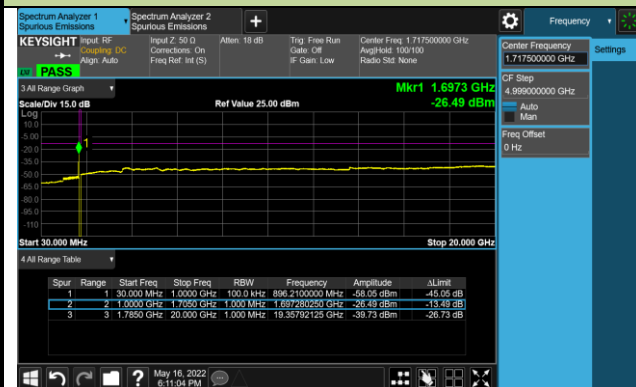 Spectrum Analyzer 1
Spurious Emissions
Spectrum Analyzer 2
Spurious Emissions
+
Frequency
KEYSIGHT
Input: RF
Coupling: DC
Align: Auto
Input Z: 50 Ω
Corrections: On
Freq Ref: Int (S)
Atten: 18 dB
Trig: Free Run
Gate: Off
IF Gain: Low
Center Freq: 1.717500000 GHz
Avg|Hold: 100/100
Radio Std: None
PASS
Center Frequency
1.717500000 GHz
Settings
CF Step
4.999000000 GHz
Auto
Man
Freq Offset
0 Hz
3 All Range Graph
Mkr1 1.6973 GHz
Scale/Div 15.0 dB
Ref Value 25.00 dBm
-26.49 dBm
Log
10.0
-5.00
-20.0
-35.0
-50.0
-65.0
-80.0
-95.0
-110
1
Start 30.000 MHz
Stop 20.000 GHz
4 All Range Table
Spur Range Start Freq Stop Freq RBW Frequency Amplitude ΔLimit
1 1 30.000 MHz 1.0000 GHz 100.0 kHz 896.2100000 MHz -58.05 dBm -45.05 dB
2 2 1.0000 GHz 1.7050 GHz 1.000 MHz 1.697280250 GHz -26.49 dBm -13.49 dB
3 3 1.7850 GHz 20.000 GHz 1.000 MHz 19.35792125 GHz -39.73 dBm -26.73 dB
?
May 16, 2022
6:11:04 PM